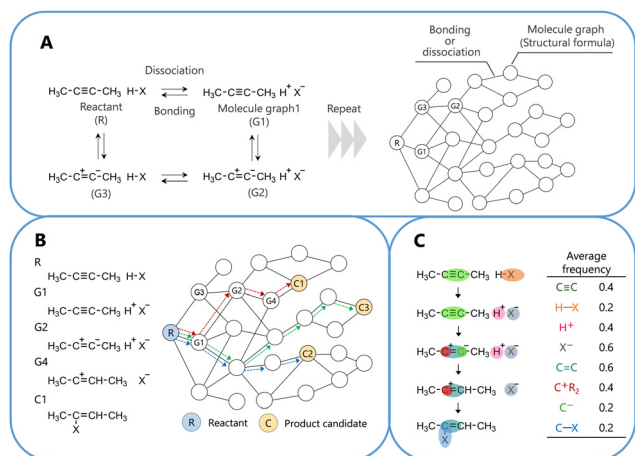 A
H₃C-C≡C-CH₃ H-X
Reactant
(R)
Dissociation
Bonding
H₃C-C≡C-CH₃ H⁺ X⁻
Molecule graph1
(G1)
H₃C-C⁺=C⁻-CH₃ H-X
(G3)
H₃C-C⁺=C⁻-CH₃ H⁺ X⁻
(G2)
Repeat
Bonding
or
dissociation
Molecule graph
(Structural formula)
G3
G2
R
G1
B
R
H₃C-C≡C-CH₃ H-X
G1
H₃C-C≡C-CH₃ H⁺ X⁻
G2
H₃C-C⁺=C⁻-CH₃ H⁺ X⁻
G4
H₃C-C⁺=CH-CH₃ X⁻
C1
H₃C-C=CH-CH₃
X
G3
G2
C1
G4
R
G1
C3
C2
R Reactant
C Product candidate
C
H₃C-C≡C-CH₃ H-X
H₃C-C≡C-CH₃ H⁺ X⁻
H₃C-C⁺=C⁻-CH₃ H⁺ X⁻
H₃C-C⁺=CH-CH₃ X⁻
H₃C-C=CH-CH₃
X
Average
frequency
C≡C 0.4
H—X 0.2
H⁺ 0.4
X⁻ 0.6
C=C 0.6
C⁺R₂ 0.4
C⁻ 0.2
C—X 0.2